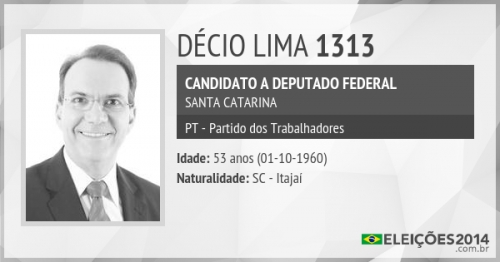 DÉCIO LIMA 1313
CANDIDATO A DEPUTADO FEDERAL
SANTA CATARINA
PT - Partido dos Trabalhadores
Idade: 53 anos (01-10-1960)
Naturalidade: SC - Itajaí
ELEIÇÕES2014
.com.br